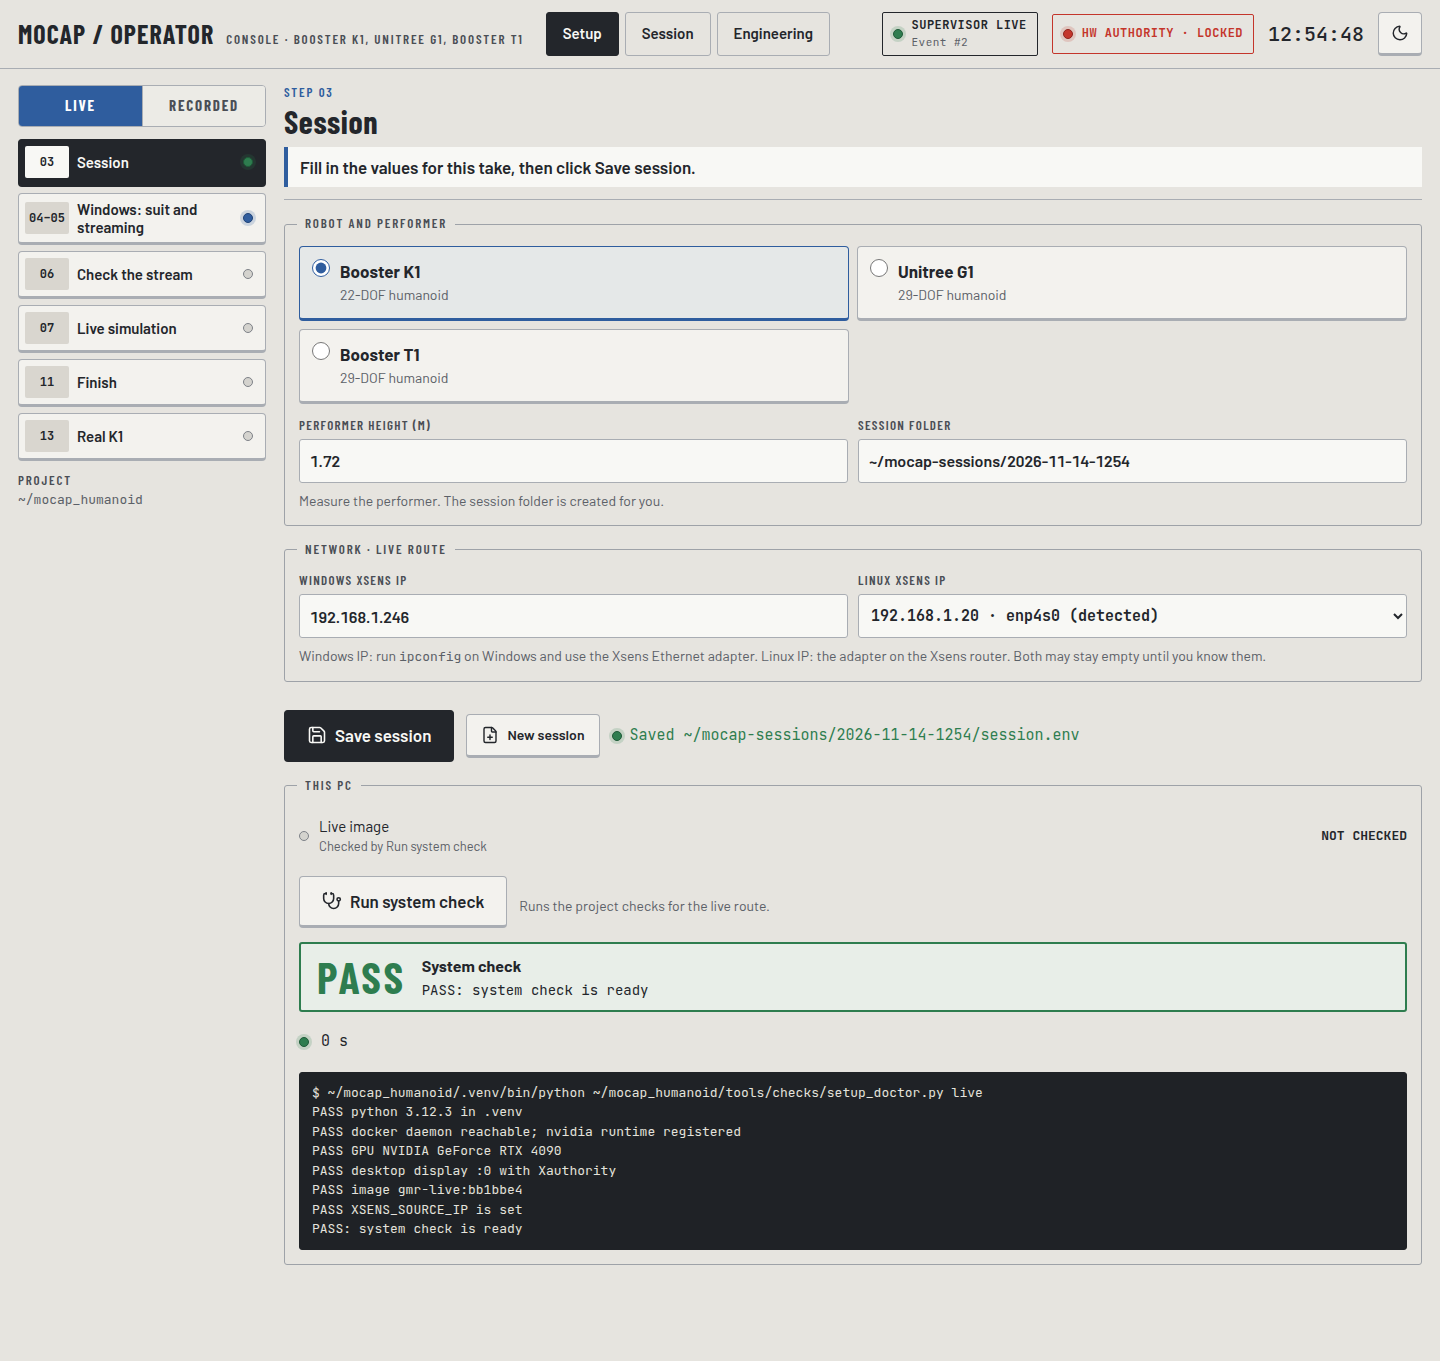 MOCAP / OPERATOR
CONSOLE · BOOSTER K1, UNITREE G1, BOOSTER T1
Setup
Session
Engineering
SUPERVISOR LIVE
Event #2
HW AUTHORITY · LOCKED
12:54:48
LIVE
RECORDED
03
Session
04–05
Windows: suit and
streaming
06
Check the stream
07
Live simulation
11
Finish
13
Real K1
PROJECT
~/mocap_humanoid
STEP 03
Session
Fill in the values for this take, then click Save session.
ROBOT AND PERFORMER
Booster K1
22-DOF humanoid
Unitree G1
29-DOF humanoid
Booster T1
29-DOF humanoid
PERFORMER HEIGHT (M)
1.72
SESSION FOLDER
~/mocap-sessions/2026-11-14-1254
Measure the performer. The session folder is created for you.
NETWORK · LIVE ROUTE
WINDOWS XSENS IP
192.168.1.246
LINUX XSENS IP
192.168.1.20 · enp4s0 (detected)
Windows IP: run ipconfig on Windows and use the Xsens Ethernet adapter. Linux IP: the adapter on the Xsens router. Both may stay empty until you know them.
Save session
New session
Saved ~/mocap-sessions/2026-11-14-1254/session.env
THIS PC
Live image
Checked by Run system check
NOT CHECKED
Run system check
Runs the project checks for the live route.
PASS
System check
PASS: system check is ready
0 s
$ ~/mocap_humanoid/.venv/bin/python ~/mocap_humanoid/tools/checks/setup_doctor.py live
PASS python 3.12.3 in .venv
PASS docker daemon reachable; nvidia runtime registered
PASS GPU NVIDIA GeForce RTX 4090
PASS desktop display :0 with Xauthority
PASS image gmr-live:bb1bbe4
PASS XSENS_SOURCE_IP is set
PASS: system check is ready